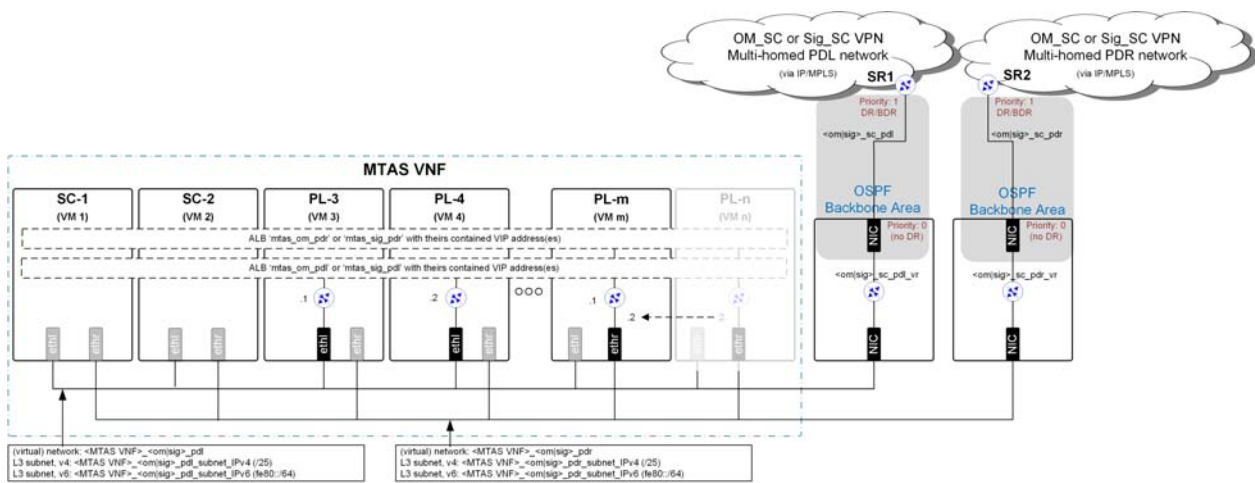 OM_SC or Sig_SC VPN
Multi-homed PDL network
(via IP/MPLS)
SR1
OM_SC or Sig_SC VPN
Multi-homed PDR network
(via IP/MPLS)
SR2
Priority: 1
DR/BDR
<om|sig>_sc_pdl
Priority: 1
DR/BDR
<om|sig>_sc_pdr
OSPF
Backbone Area
OSPF
Backbone Area
Priority: 0
(no DR)
Priority: 0
(no DR)
NIC
NIC
<om|sig>_sc_pdl_vr
<om|sig>_sc_pdr_vr
NIC
NIC
MTAS VNF
SC-1
(VM 1)
SC-2
(VM 2)
PL-3
(VM 3)
PL-4
(VM 4)
PL-m
(VM m)
PL-n
(VM n)
ALB 'mtas_om_pdr' or 'mtas_sig_pdr' with theirs contained VIP address(es)
ALB 'mtas_om_pdl' or 'mtas_sig_pdl' with theirs contained VIP address(es)
.1
.2
.1
.2
.2
ethl
ethr
ethl
ethr
ethl
ethr
ethl
ethr
ethl
ethr
ethl
ethr
(virtual) network: <MTAS VNF>_<om|sig>_pdl
L3 subnet, v4: <MTAS VNF>_<om|sig>_pdl_subnet_IPv4 (/25)
L3 subnet, v6: <MTAS VNF>_<om|sig>_pdl_subnet_IPv6 (fe80::/64)
(virtual) network: <MTAS VNF>_<om|sig>_pdr
L3 subnet, v4: <MTAS VNF>_<om|sig>_pdr_subnet_IPv4 (/25)
L3 subnet, v6: <MTAS VNF>_<om|sig>_pdr_subnet_IPv6 (fe80::/64)